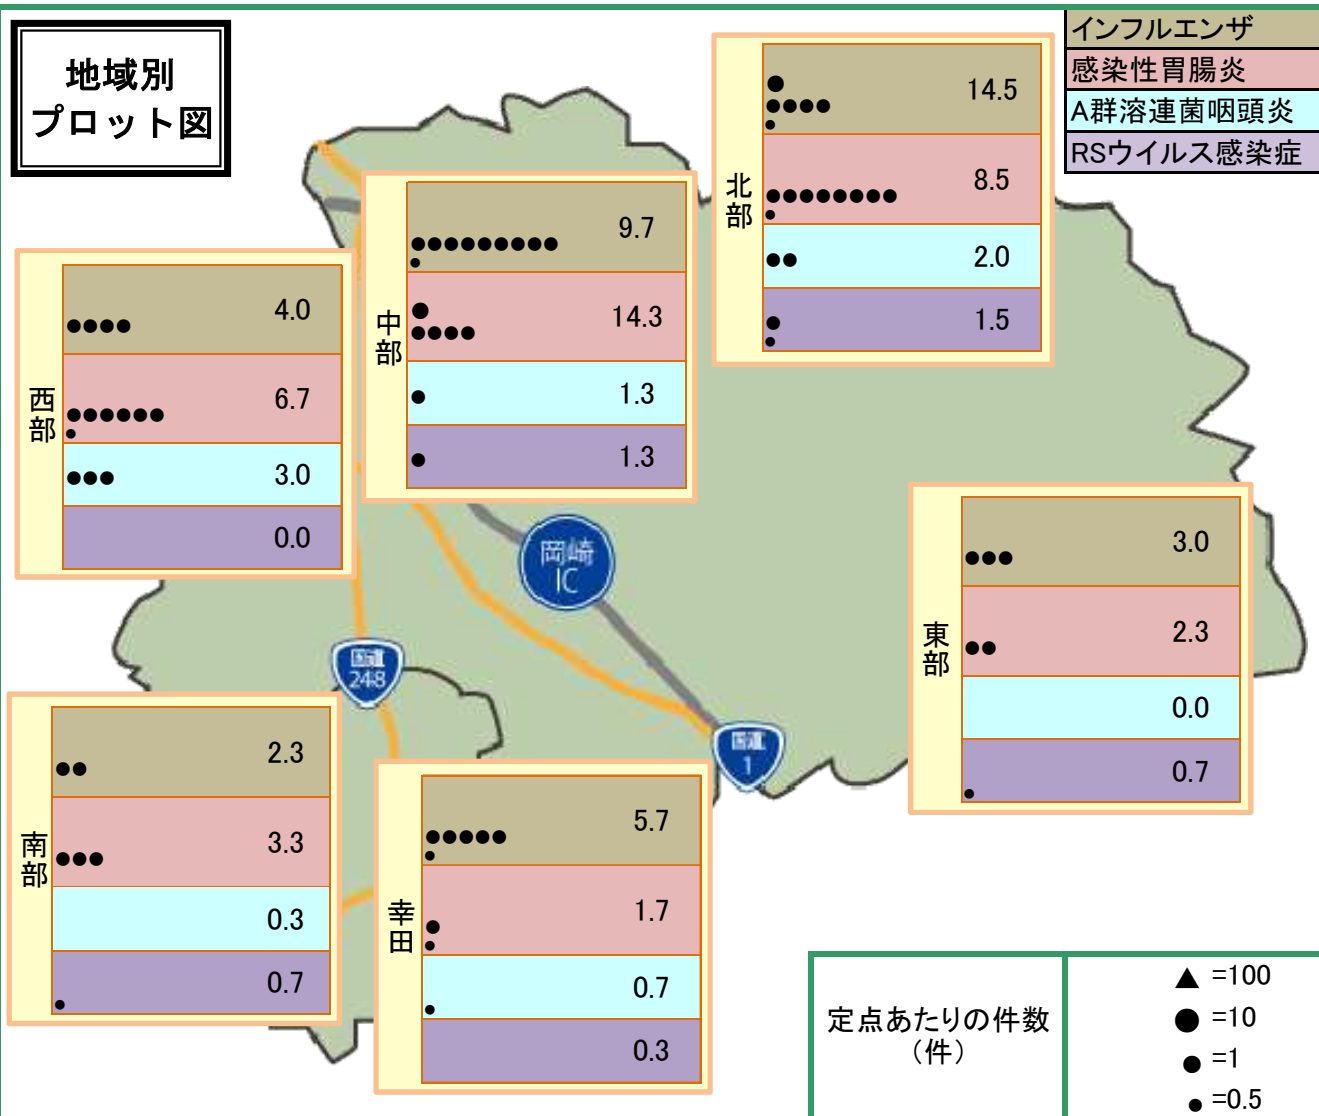 地域別
プロット図
インフルエンザ
感染性胃腸炎
A群溶連菌咽頭炎
RSウイルス感染症
北部
14.5
8.5
2.0
1.5
中部
9.7
14.3
1.3
1.3
西部
4.0
6.7
3.0
0.0
岡崎
IC
東部
3.0
2.3
0.0
0.7
国道
248
国道
1
南部
2.3
3.3
0.3
0.7
幸田
5.7
1.7
0.7
0.3
定点あたりの件数
（件）
▲ =100
● =10
● =1
● =0.5